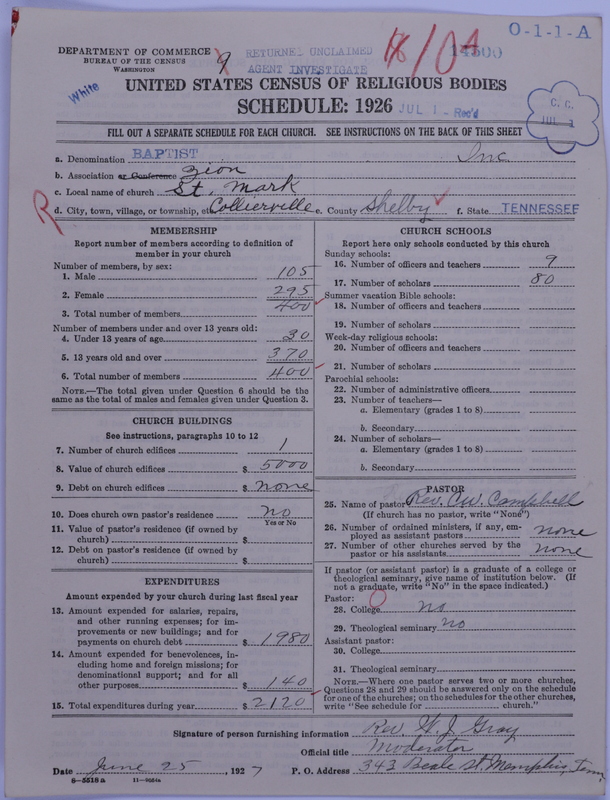 O-1-1-A
DEPARTMENT OF COMMERCE
BUREAU OF THE CENSUS
WASHINGTON
9
RETURNED UNCLAIMED
AGENT INVESTIGATE
14500
White
UNITED STATES CENSUS OF RELIGIOUS BODIES
SCHEDULE: 1926
JUL 1 - Rec'd
C. C.
JUL 1
FILL OUT A SEPARATE SCHEDULE FOR EACH CHURCH. SEE INSTRUCTIONS ON THE BACK OF THIS SHEET
a. Denomination BAPTIST Inc.
b. Association or Conference Zion
c. Local name of church St. Mark
R d. City, town, village, or township, etc. Collierville e. County Shelby f. State TENNESSEE
MEMBERSHIP
Report number of members according to definition of
member in your church
Number of members, by sex:
1. Male 105
2. Female 295
3. Total number of members 400
Number of members under and over 13 years old:
4. Under 13 years of age 30
5. 13 years old and over 370
6. Total number of members 400
NOTE.—The total given under Question 6 should be the
same as the total of males and females given under Question 3.
CHURCH BUILDINGS
See instructions, paragraphs 10 to 12
7. Number of church edifices 1
8. Value of church edifices $ 5000
9. Debt on church edifices $ none
10. Does church own pastor's residence no
Yes or No
11. Value of pastor's residence (if owned by
church) $
12. Debt on pastor's residence (if owned by
church) $
EXPENDITURES
Amount expended by your church during last fiscal year
13. Amount expended for salaries, repairs,
and other running expenses; for im-
provements or new buildings; and for
payments on church debt $ 1980
14. Amount expended for benevolences, in-
cluding home and foreign missions; for
denominational support; and for all
other purposes $ 140
15. Total expenditures during year $ 2120
CHURCH SCHOOLS
Report here only schools conducted by this church
Sunday schools:
16. Number of officers and teachers 9
17. Number of scholars 80
Summer vacation Bible schools:
18. Number of officers and teachers
19. Number of scholars
Week-day religious schools:
20. Number of officers and teachers
21. Number of scholars
Parochial schools:
22. Number of administrative officers
23. Number of teachers—
a. Elementary (grades 1 to 8)
b. Secondary
24. Number of scholars—
a. Elementary (grades 1 to 8)
b. Secondary
PASTOR
25. Name of pastor Rev. C.W. Campbell
(If church has no pastor, write "None")
26. Number of ordained ministers, if any, em-
ployed as assistant pastors none
27. Number of other churches served by the
pastor or his assistants none
If pastor (or assistant pastor) is a graduate of a college or
theological seminary, give name of institution below. (If
not a graduate, write "No" in the space indicated.)
Pastor:
28. College no
29. Theological seminary no
Assistant pastor:
30. College
31. Theological seminary
NOTE.—Where one pastor serves two or more churches,
Questions 28 and 29 should be answered only on the schedule
for one of the churches; on the schedules for the other churches,
write "See schedule for church."
Signature of person furnishing information Rev. W. J. Gray
Official title Moderator
Date June 25, 1927 P. O. Address 343 Beale St. Memphis, Tenn.
8-5518a 11-9034a